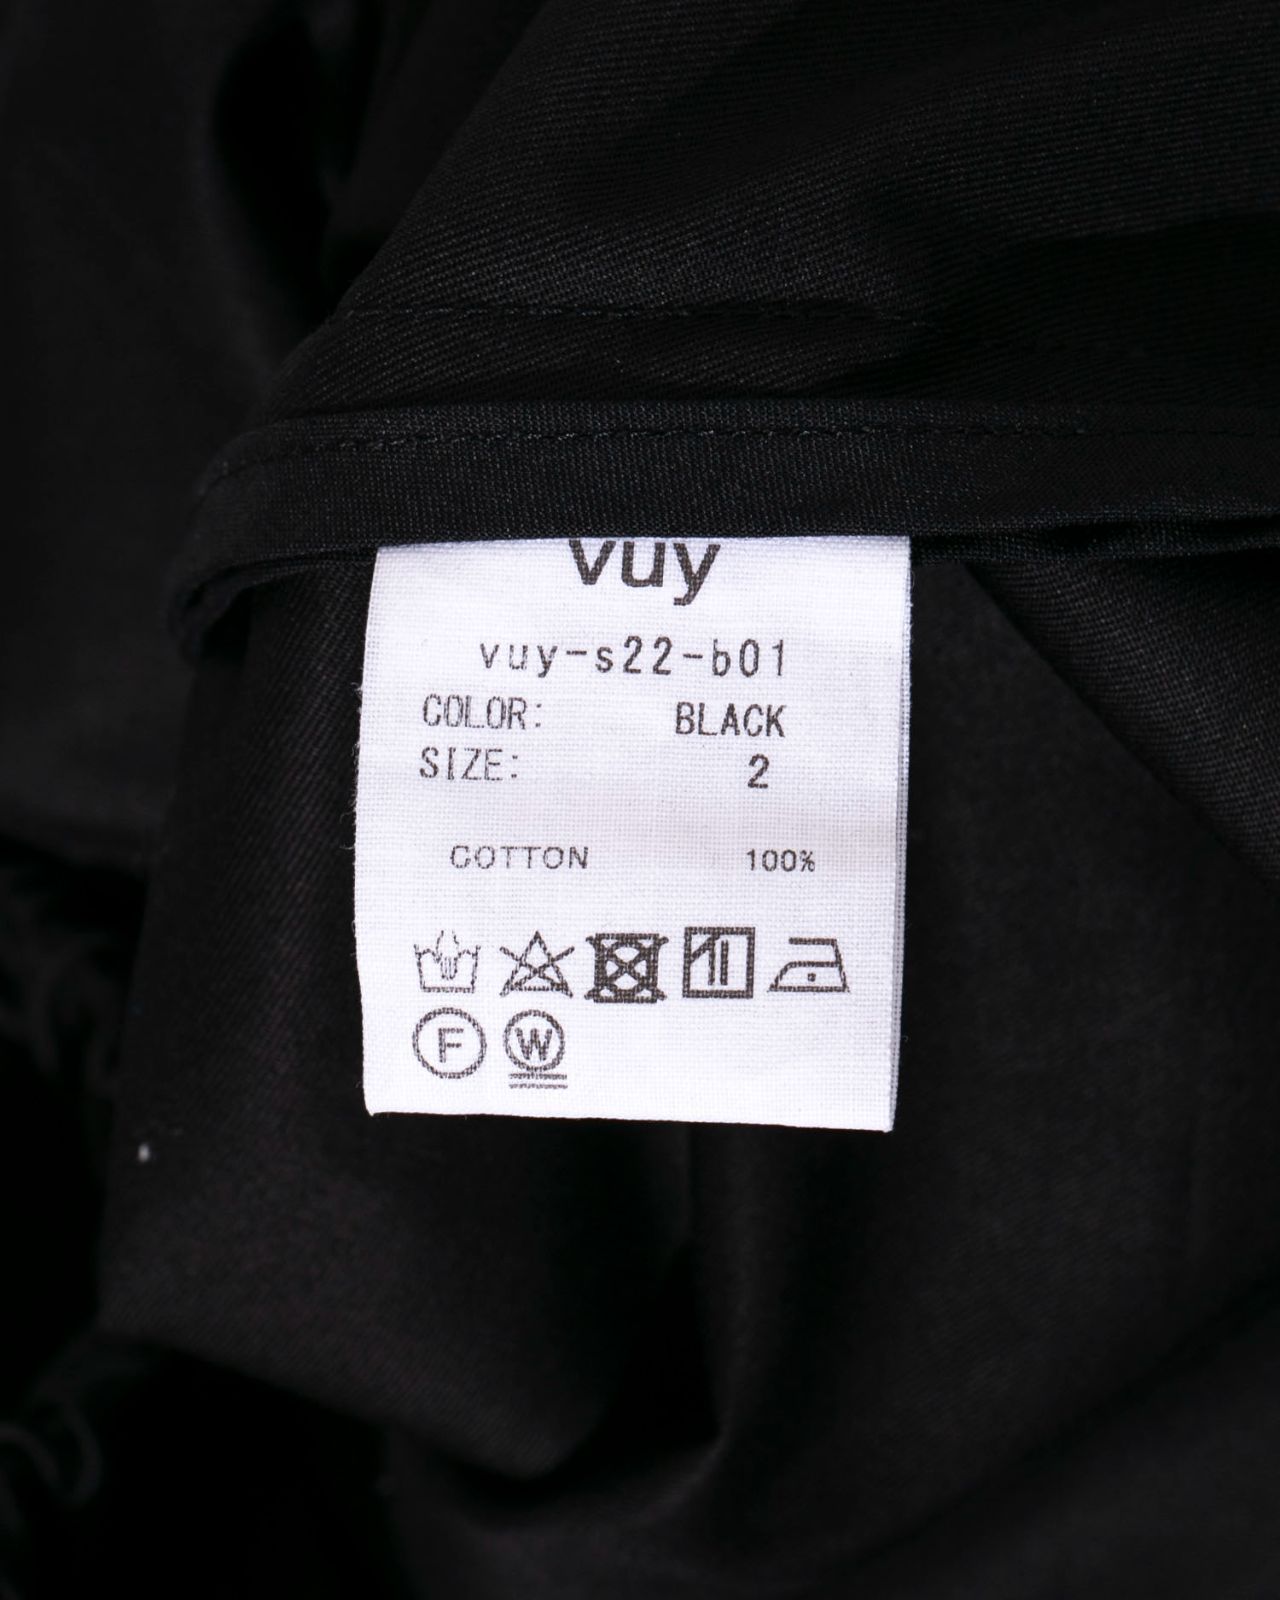 vuy
vuy-s22-b01
COLOR: BLACK
SIZE: 2
COTTON 100%
F W